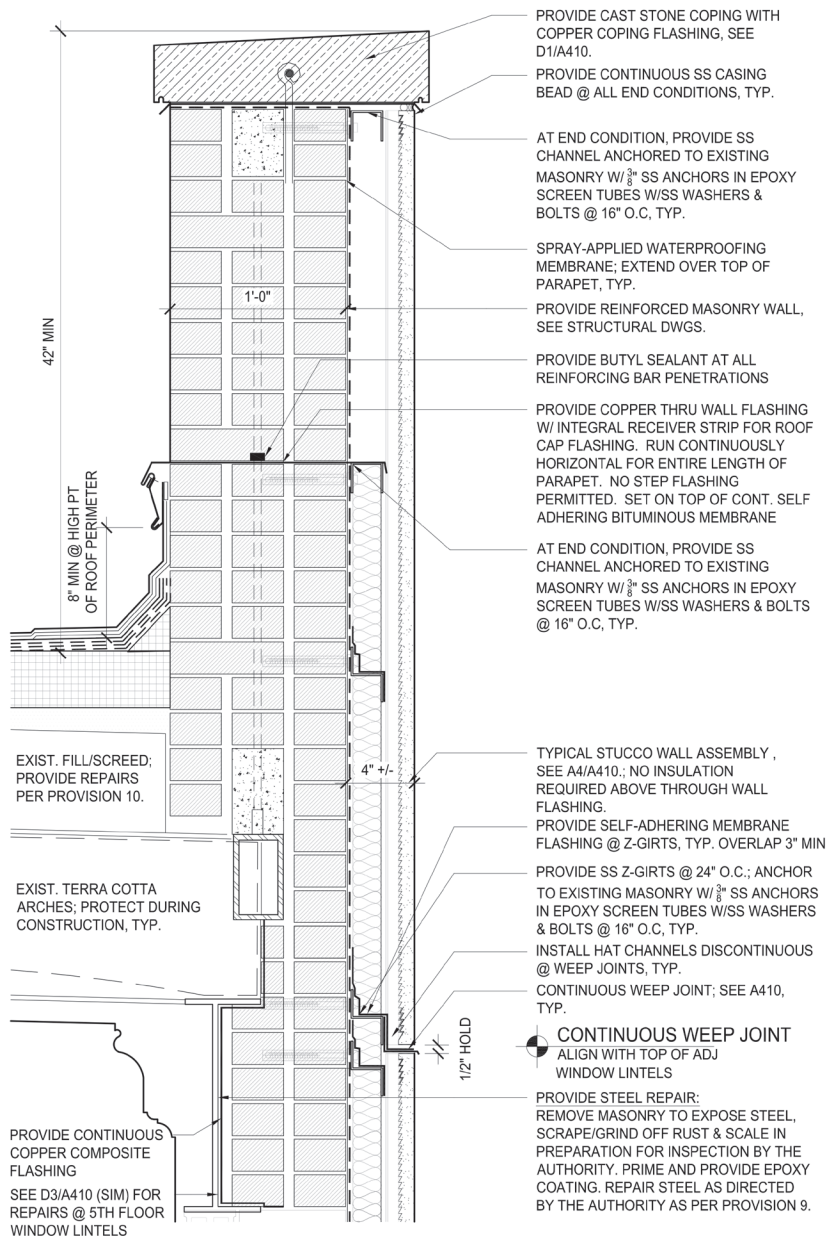 PROVIDE CAST STONE COPING WITH
COPPER COPING FLASHING, SEE
D1/A410.
PROVIDE CONTINUOUS SS CASING
BEAD @ ALL END CONDITIONS, TYP.
AT END CONDITION, PROVIDE SS
CHANNEL ANCHORED TO EXISTING
MASONRY W/ 3/8" SS ANCHORS IN EPOXY
SCREEN TUBES W/SS WASHERS &
BOLTS @ 16" O.C, TYP.
SPRAY-APPLIED WATERPROOFING
MEMBRANE; EXTEND OVER TOP OF
PARAPET, TYP.
1'-0"
PROVIDE REINFORCED MASONRY WALL,
SEE STRUCTURAL DWGS.
42" MIN
PROVIDE BUTYL SEALANT AT ALL
REINFORCING BAR PENETRATIONS
PROVIDE COPPER THRU WALL FLASHING
W/ INTEGRAL RECEIVER STRIP FOR ROOF
CAP FLASHING. RUN CONTINUOUSLY
HORIZONTAL FOR ENTIRE LENGTH OF
PARAPET. NO STEP FLASHING
PERMITTED. SET ON TOP OF CONT. SELF
ADHERING BITUMINOUS MEMBRANE
8" MIN @ HIGH PT
OF ROOF PERIMETER
AT END CONDITION, PROVIDE SS
CHANNEL ANCHORED TO EXISTING
MASONRY W/ 3/8" SS ANCHORS IN EPOXY
SCREEN TUBES W/SS WASHERS & BOLTS
@ 16" O.C, TYP.
EXIST. FILL/SCREED;
PROVIDE REPAIRS
PER PROVISION 10.
4" +/-
TYPICAL STUCCO WALL ASSEMBLY ,
SEE A4/A410.; NO INSULATION
REQUIRED ABOVE THROUGH WALL
FLASHING.
PROVIDE SELF-ADHERING MEMBRANE
FLASHING @ Z-GIRTS, TYP. OVERLAP 3" MIN
EXIST. TERRA COTTA
ARCHES; PROTECT DURING
CONSTRUCTION, TYP.
PROVIDE SS Z-GIRTS @ 24" O.C.; ANCHOR
TO EXISTING MASONRY W/ 3/8" SS ANCHORS
IN EPOXY SCREEN TUBES W/SS WASHERS
& BOLTS @ 16" O.C, TYP.
INSTALL HAT CHANNELS DISCONTINUOUS
@ WEEP JOINTS, TYP.
CONTINUOUS WEEP JOINT; SEE A410,
TYP.
1/2" HOLD
CONTINUOUS WEEP JOINT
ALIGN WITH TOP OF ADJ
WINDOW LINTELS
PROVIDE STEEL REPAIR:
REMOVE MASONRY TO EXPOSE STEEL,
SCRAPE/GRIND OFF RUST & SCALE IN
PREPARATION FOR INSPECTION BY THE
AUTHORITY. PRIME AND PROVIDE EPOXY
COATING. REPAIR STEEL AS DIRECTED
BY THE AUTHORITY AS PER PROVISION 9.
PROVIDE CONTINUOUS
COPPER COMPOSITE
FLASHING
SEE D3/A410 (SIM) FOR
REPAIRS @ 5TH FLOOR
WINDOW LINTELS